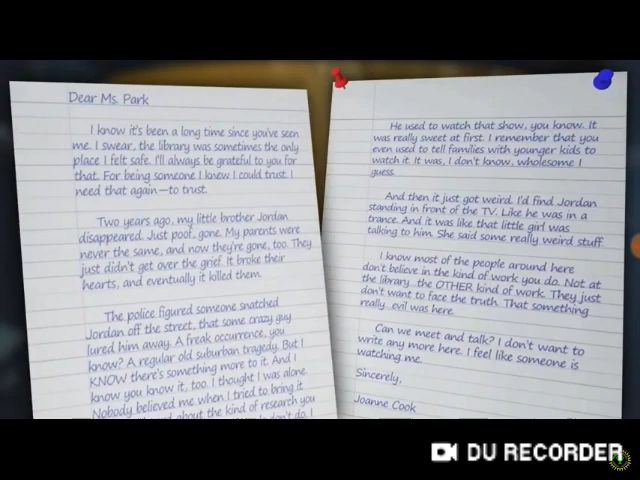 Dear Ms. Park
I know it's been a long time since you've seen
me. I swear, the library was sometimes the only
place I felt safe. I'll always be grateful to you for
that. For being someone I knew I could trust. I
need that again—to trust.
Two years ago, my little brother Jordan
disappeared. Just poof, gone. My parents were
never the same, and now they're gone, too. They
just didn't get over the grief. It broke their
hearts, and eventually it killed them.
The police figured someone snatched
Jordan off the street, that some crazy guy
lured him away. A freak occurrence, you
know? A regular old suburban tragedy. But I
KNOW there's something more to it. And I
know you know it, too. I thought I was alone.
Nobody believed me when I tried to bring it
about the kind of research you
don't do. I
He used to watch that show, you know. It
was really sweet at first. I remember that you
even used to tell families with younger kids to
watch it. It was, I don't know, wholesome I
guess.
And then it just got weird. I'd find Jordan
standing in front of the TV. Like he was in a
trance. And it was like that little girl was
talking to him. She said some really weird stuff.
I know most of the people around here
don't believe in the kind of work you do. Not at
the library...the OTHER kind of work. They just
don't want to face the truth. That something
really...evil was here.
Can we meet and talk? I don't want to
write any more here. I feel like someone is
watching me.
Sincerely,
Joanne Cook
DU RECORDER